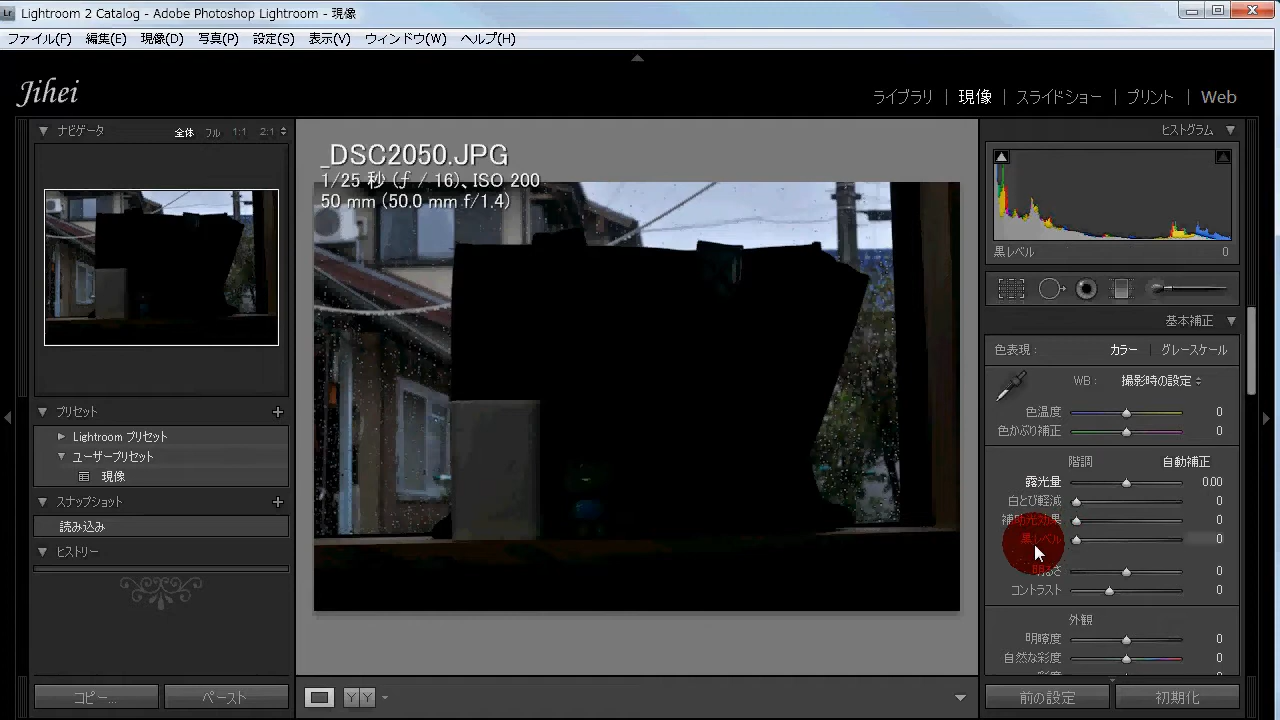 Lr Lightroom 2 Catalog - Adobe Photoshop Lightroom - 現像
ファイル(F) 編集(E) 現像(D) 写真(P) 設定(S) 表示(V) ウィンドウ(W) ヘルプ(H)
Jihei
ライブラリ | 現像 | スライドショー | プリント | Web
ナビゲータ 全体 フル 1:1 2:1
プリセット
Lightroom プリセット
ユーザープリセット
現像
スナップショット
読み込み
ヒストリー
コピー... ペースト
_DSC2050.JPG
1/25 秒 (ƒ / 16)、ISO 200
50 mm (50.0 mm f/1.4)
YY
ヒストグラム
黒レベル 0
基本補正
色表現 : カラー | グレースケール
WB : 撮影時の設定
色温度 0
色かぶり補正 0
階調 自動補正
露光量 0.00
白とび軽減 0
補助光効果 0
黒レベル 0
明るさ 0
コントラスト 0
外観
明瞭度 0
自然な彩度 0
彩度
前の設定 初期化